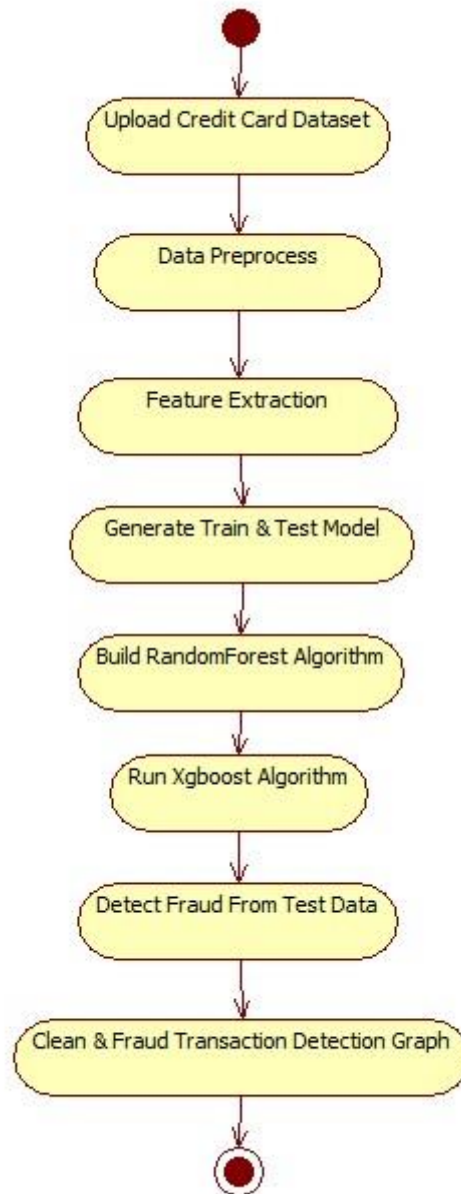 Upload Credit Card Dataset
Data Preprocess
Feature Extraction
Generate Train & Test Model
Build RandomForest Algorithm
Run Xgboost Algorithm
Detect Fraud From Test Data
Clean & Fraud Transaction Detection Graph